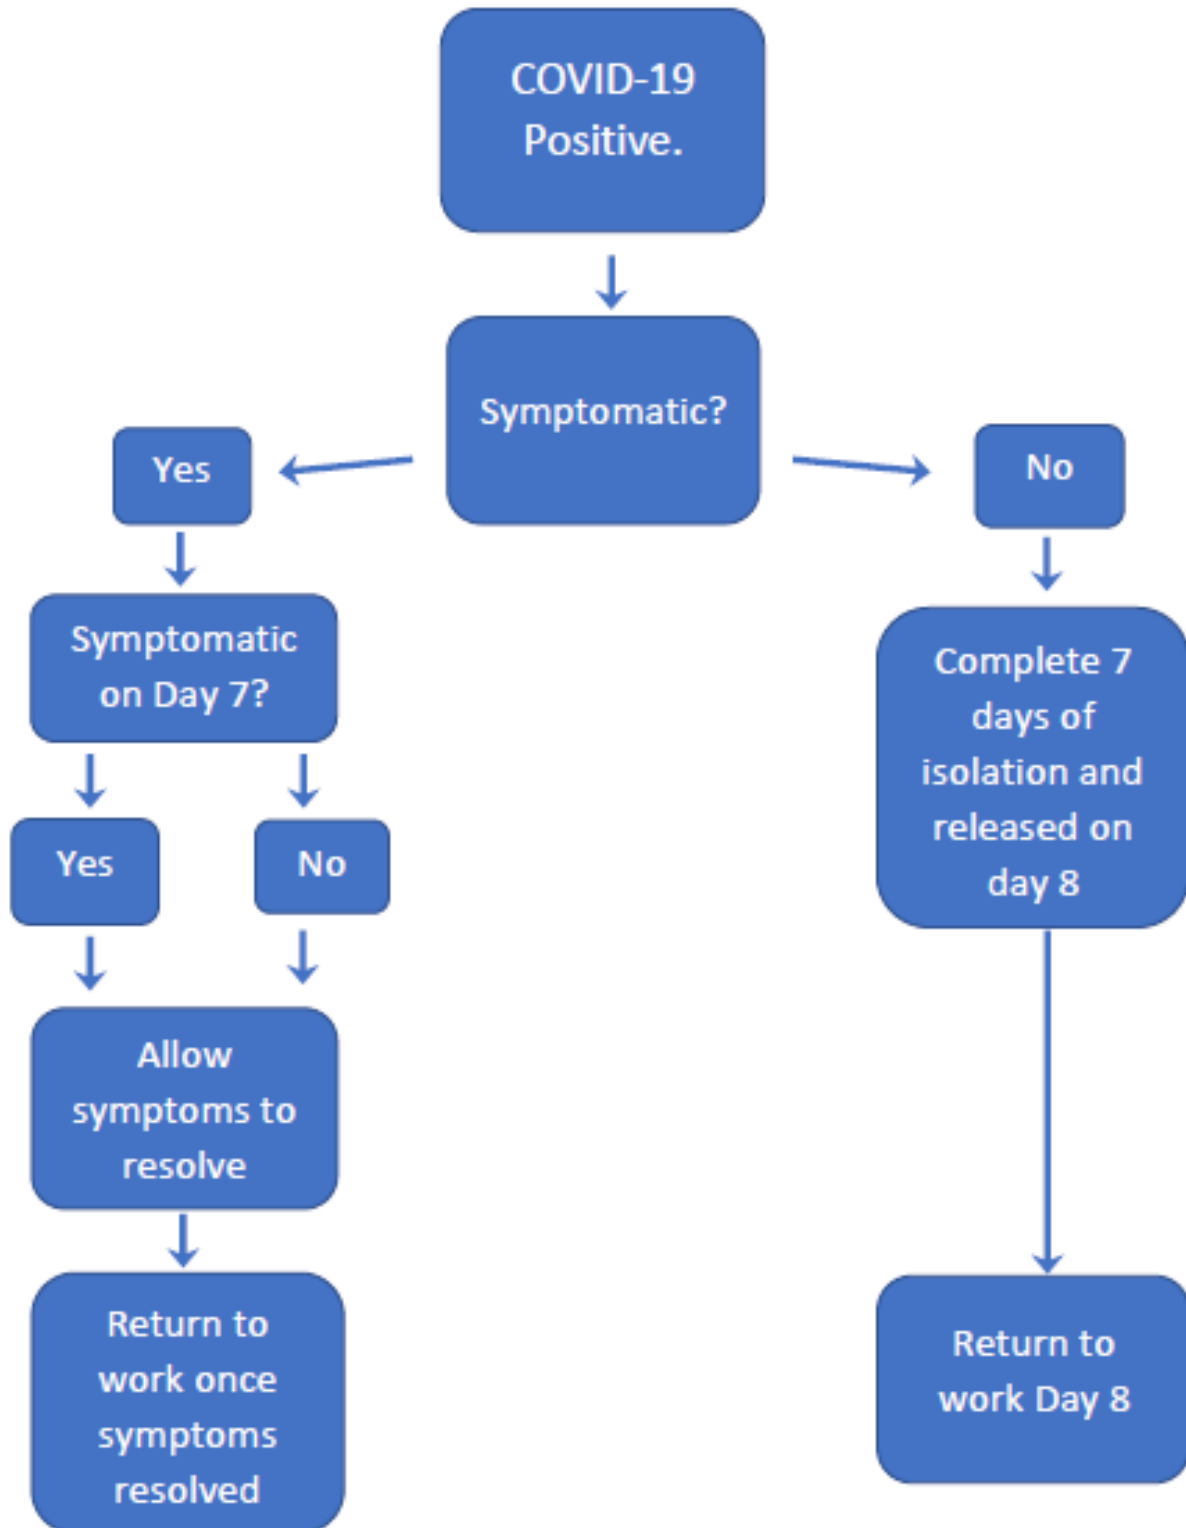 COVID-19
Positive.
Symptomatic?
Yes
No
Symptomatic
on Day 7?
Yes
No
Allow
symptoms to
resolve
Return to
work once
symptoms
resolved
Complete 7
days of
isolation and
released on
day 8
Return to
work Day 8